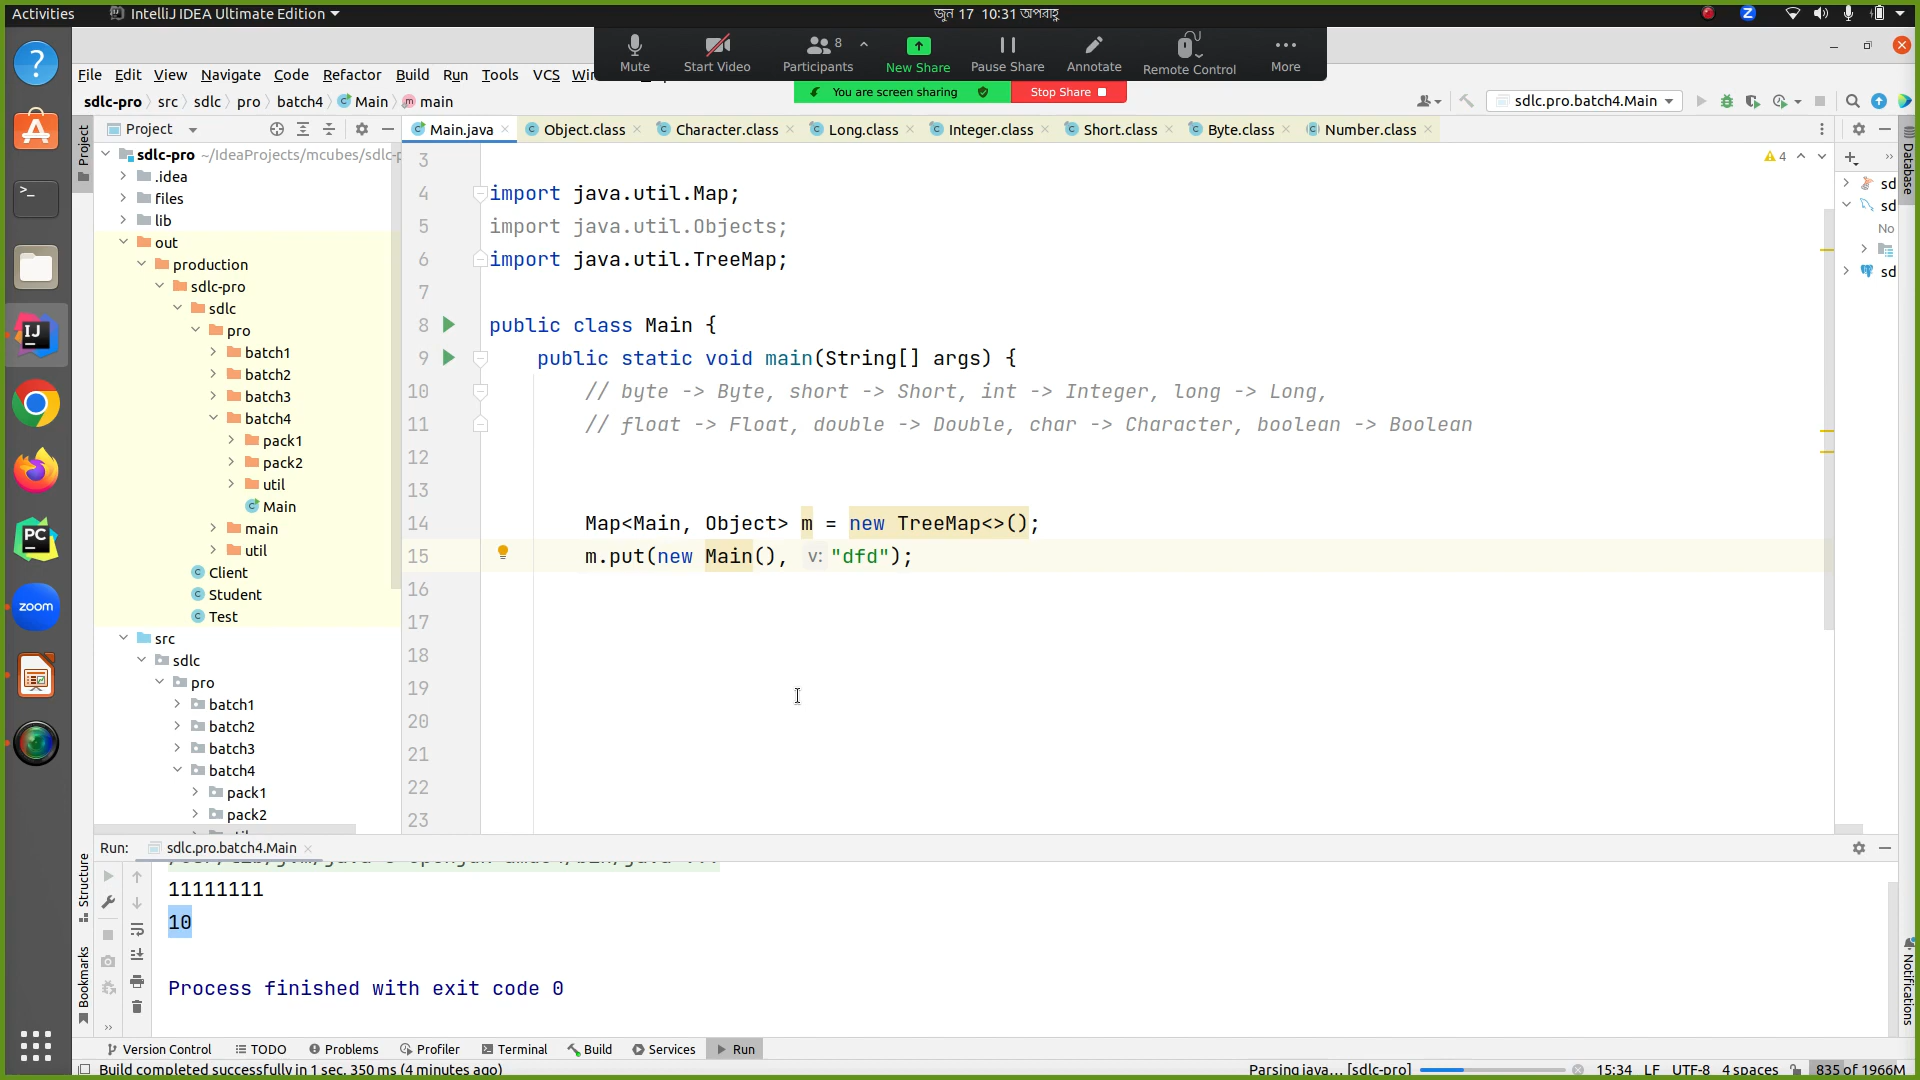 Activities
IntelliJ IDEA Ultimate Edition
জুন 17 10:31 অপরাহ্ণ
Mute
Start Video
Participants
8
New Share
Pause Share
Annotate
Remote Control
More
You are screen sharing
Stop Share
File Edit View Navigate Code Refactor Build Run Tools VCS
sdlc-pro src sdlc pro batch4 Main main
sdlc.pro.batch4.Main
Project
Main.java
Object.class
Character.class
Long.class
Integer.class
Short.class
Byte.class
Number.class
sdlc-pro ~/IdeaProjects/mcubes/sdlc-p
.idea
files
lib
out
production
sdlc-pro
sdlc
pro
batch1
batch2
batch3
batch4
pack1
pack2
util
Main
main
util
Client
Student
Test
src
sdlc
pro
batch1
batch2
batch3
batch4
pack1
pack2
3
4 import java.util.Map;
5 import java.util.Objects;
6 import java.util.TreeMap;
7
8 public class Main {
9 public static void main(String[] args) {
10 // byte -> Byte, short -> Short, int -> Integer, long -> Long,
11 // float -> Float, double -> Double, char -> Character, boolean -> Boolean
12
13
14 Map<Main, Object> m = new TreeMap<>();
15 m.put(new Main(), v: "dfd");
16
17
18
19
20
21
22
23
4
sd
sd
No
sd
Project
Database
Structure
Bookmarks
Notifications
Run:
sdlc.pro.batch4.Main
11111111
10
Process finished with exit code 0
Version Control
TODO
Problems
Profiler
Terminal
Build
Services
Run
Build completed successfully in 1 sec, 350 ms (4 minutes ago)
Parsing java... [sdlc-pro]
15:34 LF UTF-8 4 spaces
835 of 1966M
zoom